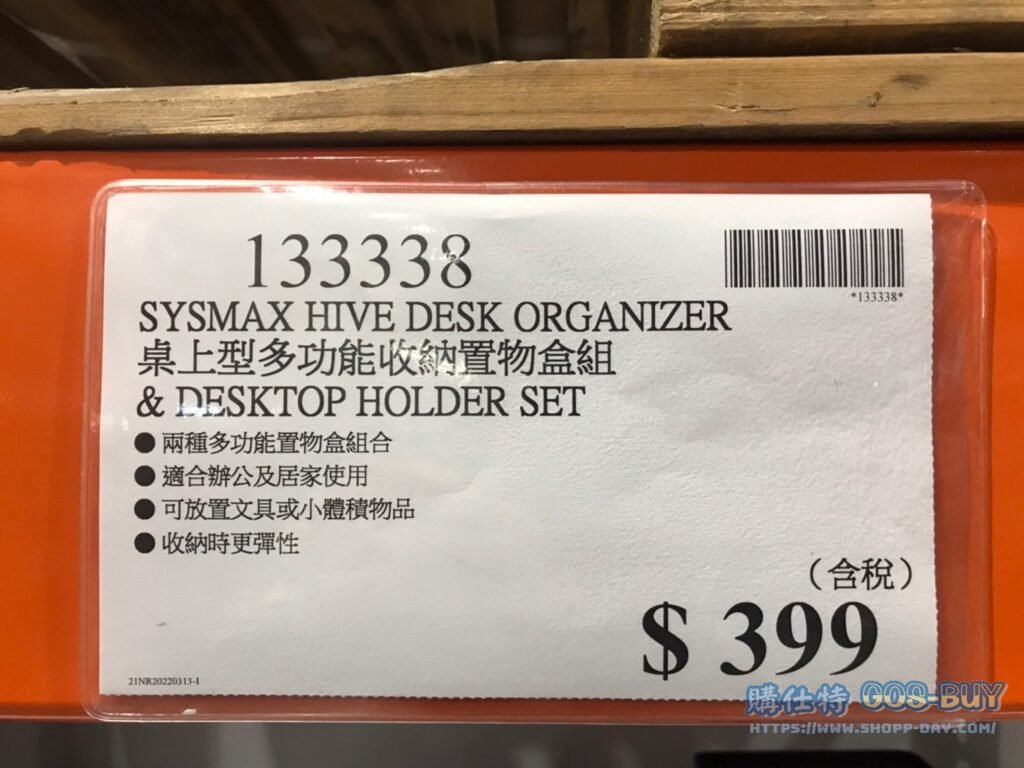 133338
*133338*
SYSMAX HIVE DESK ORGANIZER
桌上型多功能收納置物盒組
& DESKTOP HOLDER SET
● 兩種多功能置物盒組合
● 適合辦公及居家使用
● 可放置文具或小體積物品
● 收納時更彈性
（含稅）
$ 399
21NR20220313-1
購仕特 GOS-BUY
HTTPS://WWW.SHOPP-DAY.COM/